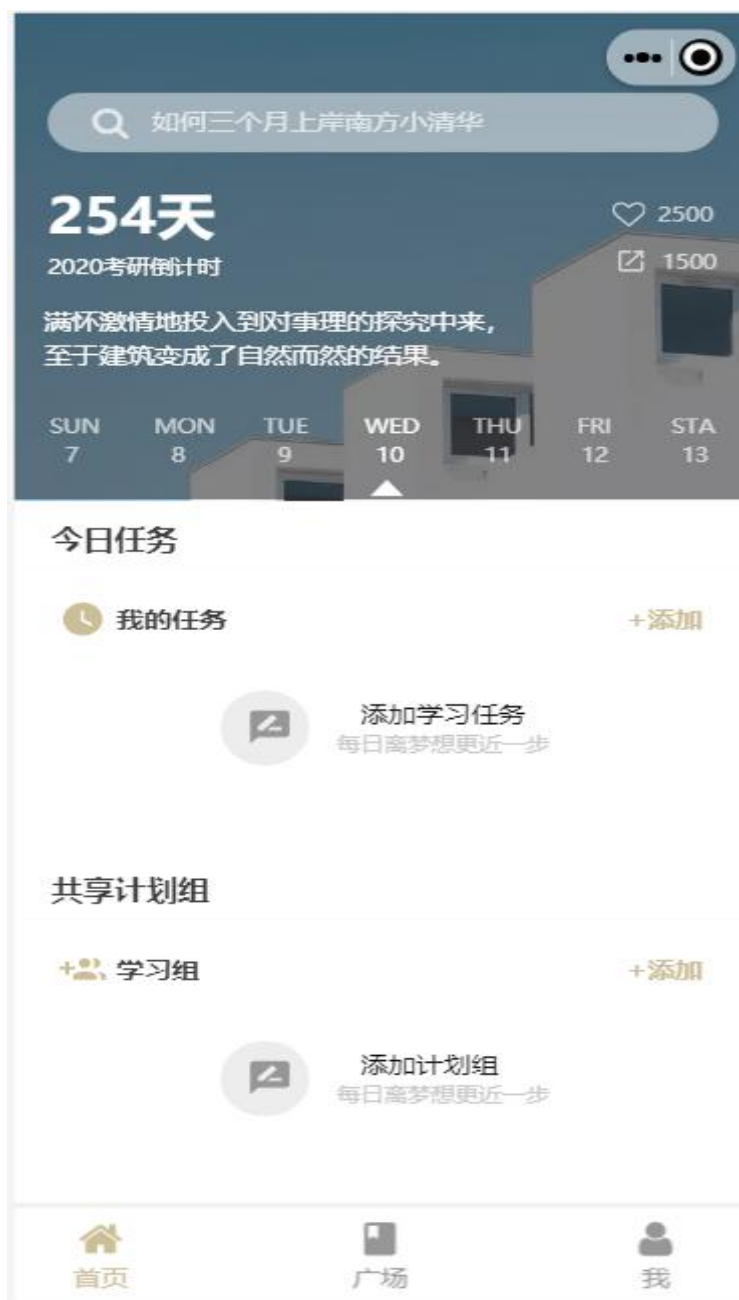 如何三个月上岸南方小清华
254天
2500
2020考研倒计时
1500
满怀激情地投入到对事理的探究中来，
至于建筑变成了自然而然的结果。
SUN MON TUE WED THU FRI STA
7 8 9 10 11 12 13
今日任务
我的任务 +添加
添加学习任务
每日离梦想更近一步
共享计划组
学习组 +添加
添加计划组
每日离梦想更近一步
首页 广场 我